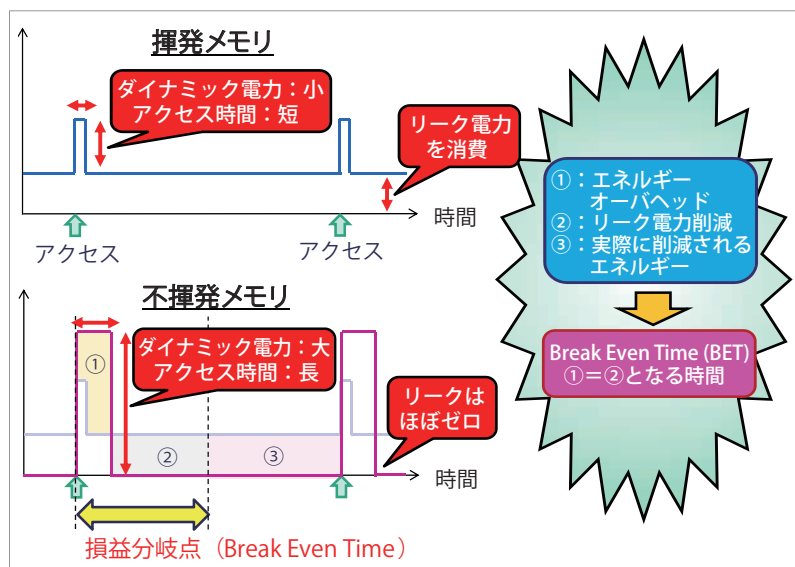 揮発メモリ
ダイナミック電力：小
アクセス時間：短
リーク電力
を消費
時間
アクセス
アクセス
不揮発メモリ
①
ダイナミック電力：大
アクセス時間：長
リークは
ほぼゼロ
②
③
時間
損益分岐点（Break Even Time）
①：エネルギー
オーバヘッド
②：リーク電力削減
③：実際に削減される
エネルギー
Break Even Time (BET)
①＝②となる時間